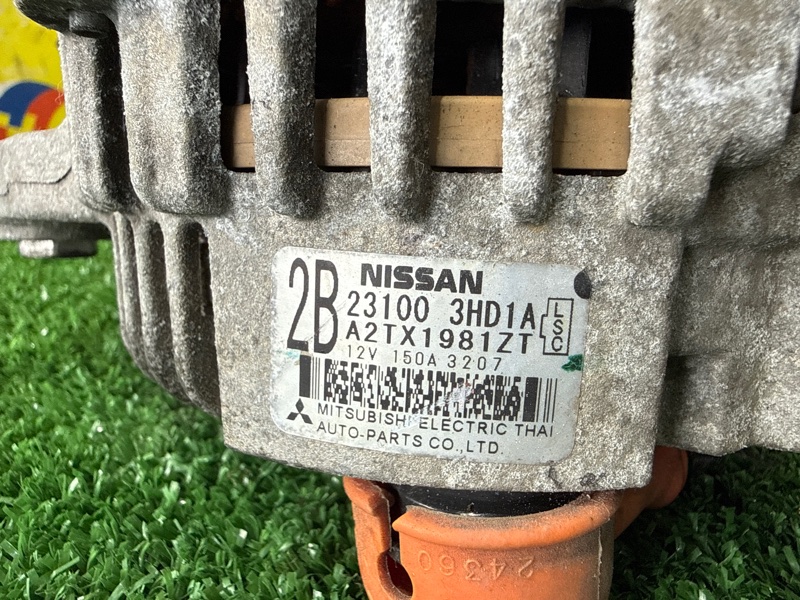 2B
NISSAN
23100 3HD1A
A2TX1981ZT
LSC
12V 150A 3207
MITSUBISHI ELECTRIC THAI
AUTO-PARTS CO.,LTD.
24360